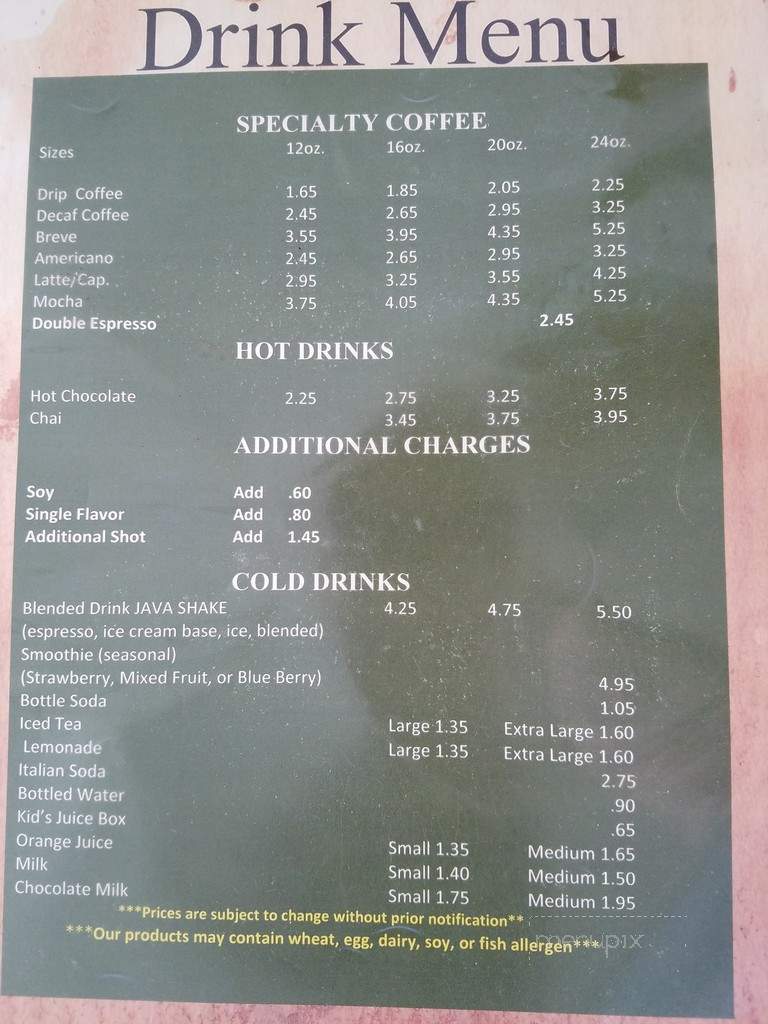 Drink Menu
SPECIALTY COFFEE
Sizes 12oz. 16oz. 20oz. 24oz.
Drip Coffee 1.65 1.85 2.05 2.25
Decaf Coffee 2.45 2.65 2.95 3.25
Breve 3.55 3.95 4.35 5.25
Americano 2.45 2.65 2.95 3.25
Latte/Cap. 2.95 3.25 3.55 4.25
Mocha 3.75 4.05 4.35 5.25
Double Espresso 2.45
HOT DRINKS
Hot Chocolate 2.25 2.75 3.25 3.75
Chai 3.45 3.75 3.95
ADDITIONAL CHARGES
Soy Add .60
Single Flavor Add .80
Additional Shot Add 1.45
COLD DRINKS
Blended Drink JAVA SHAKE 4.25 4.75 5.50
(espresso, ice cream base, ice, blended)
Smoothie (seasonal)
(Strawberry, Mixed Fruit, or Blue Berry) 4.95
Bottle Soda 1.05
Iced Tea Large 1.35 Extra Large 1.60
Lemonade Large 1.35 Extra Large 1.60
Italian Soda 2.75
Bottled Water .90
Kid's Juice Box .65
Orange Juice Small 1.35 Medium 1.65
Milk Small 1.40 Medium 1.50
Chocolate Milk Small 1.75 Medium 1.95
***Prices are subject to change without prior notification**
***Our products may contain wheat, egg, dairy, soy, or fish allergen***
menupix